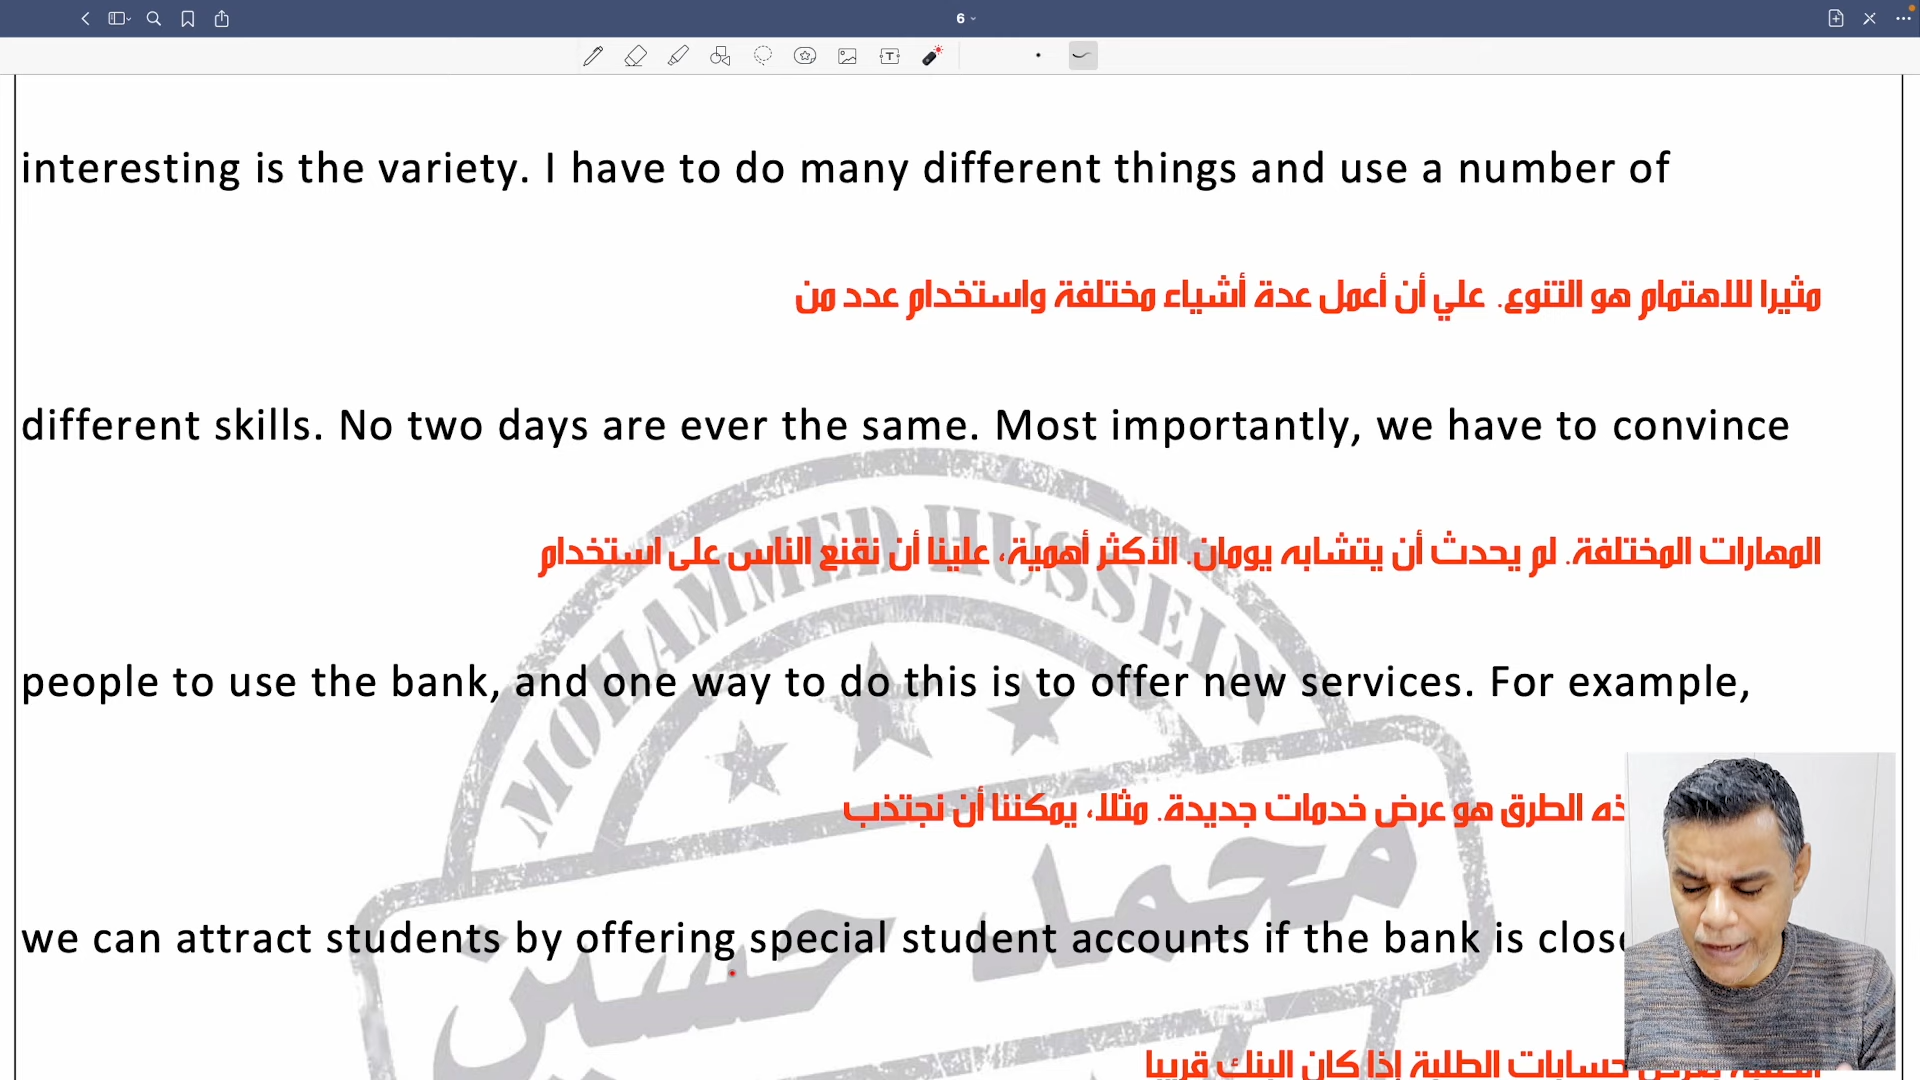 6
interesting is the variety. I have to do many different things and use a number of
مثيرا للاهتمام هو التنوع. علي أن أعمل عدة أشياء مختلفة واستخدام عدد من
different skills. No two days are ever the same. Most importantly, we have to convince
المهارات المختلفة. لم يحدث أن يتشابه يومان. الأكثر أهمية، علينا أن نقنع الناس على استخدام
MOHAMMED HUSSEIN
people to use the bank, and one way to do this is to offer new services. For example,
الطرق هو عرض خدمات جديدة. مثلا، يمكننا أن نجتذب
محمد حسين
we can attract students by offering special student accounts if the bank is
حسابات الطلبة إذا كان البنك قريبا